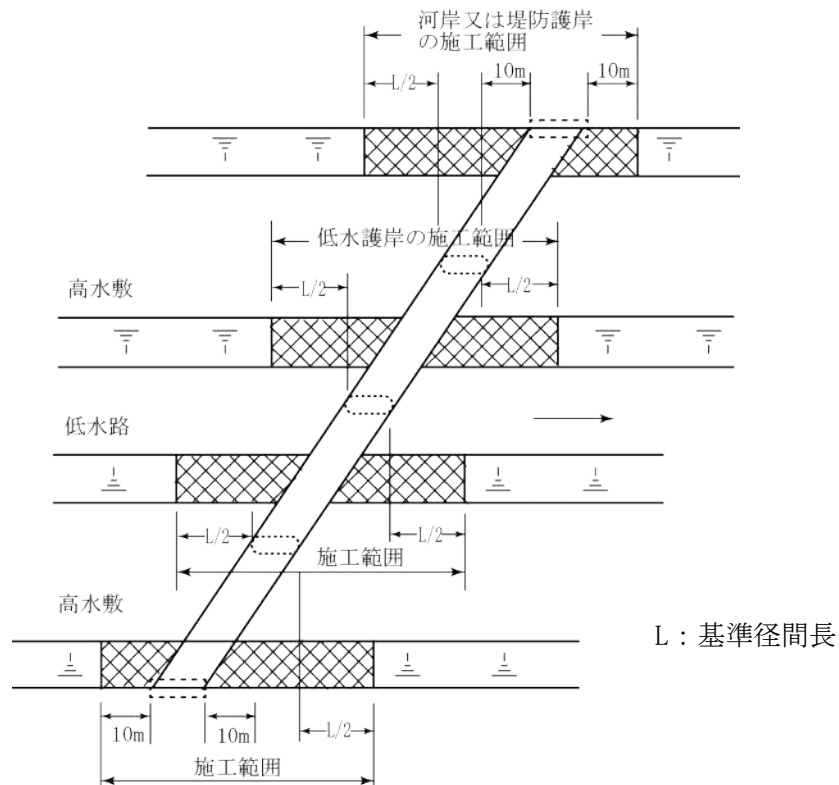 河岸又は堤防護岸
の施工範囲
L/2
10m
10m
低水護岸の施工範囲
高水敷
L/2
L/2
低水路
L/2
L/2
施工範囲
高水敷
L：基準径間長
10m
10m
L/2
施工範囲